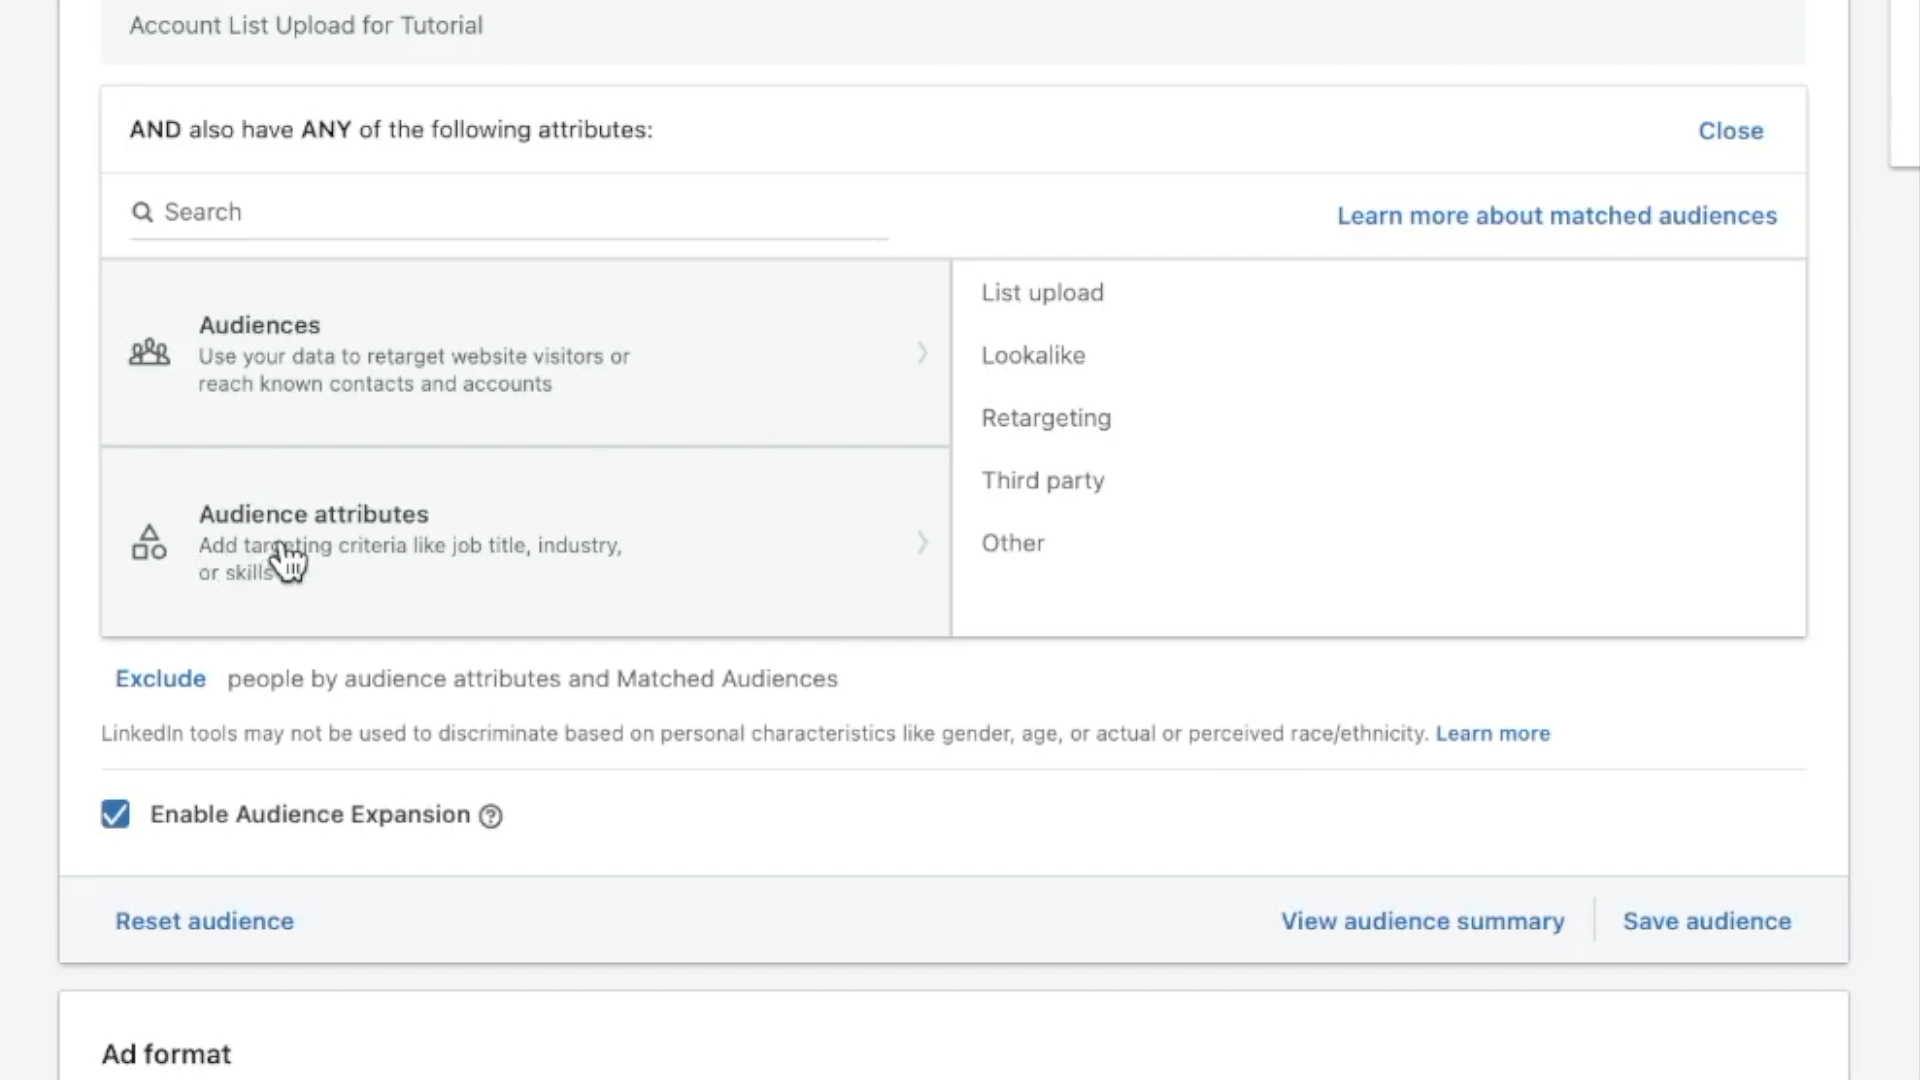 Account List Upload for Tutorial
AND also have ANY of the following attributes:
Close
Search
Learn more about matched audiences
Audiences
Use your data to retarget website visitors or
reach known contacts and accounts
List upload
Lookalike
Retargeting
Third party
Other
Audience attributes
Add targeting criteria like job title, industry,
or skills
Exclude people by audience attributes and Matched Audiences
LinkedIn tools may not be used to discriminate based on personal characteristics like gender, age, or actual or perceived race/ethnicity. Learn more
Enable Audience Expansion
Reset audience
View audience summary
Save audience
Ad format